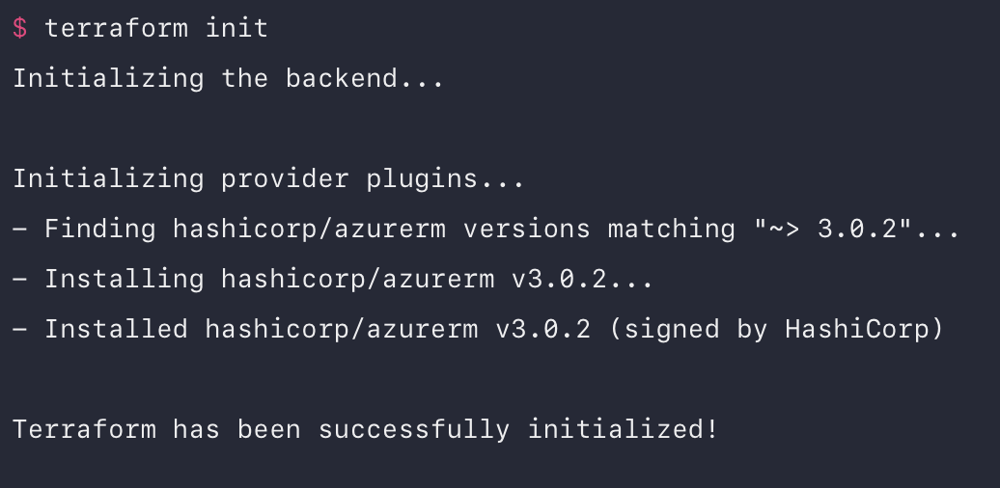 $ terraform init
Initializing the backend...
Initializing provider plugins...
– Finding hashicorp/azurerm versions matching "~> 3.0.2"...
– Installing hashicorp/azurerm v3.0.2...
– Installed hashicorp/azurerm v3.0.2 (signed by HashiCorp)
Terraform has been successfully initialized!